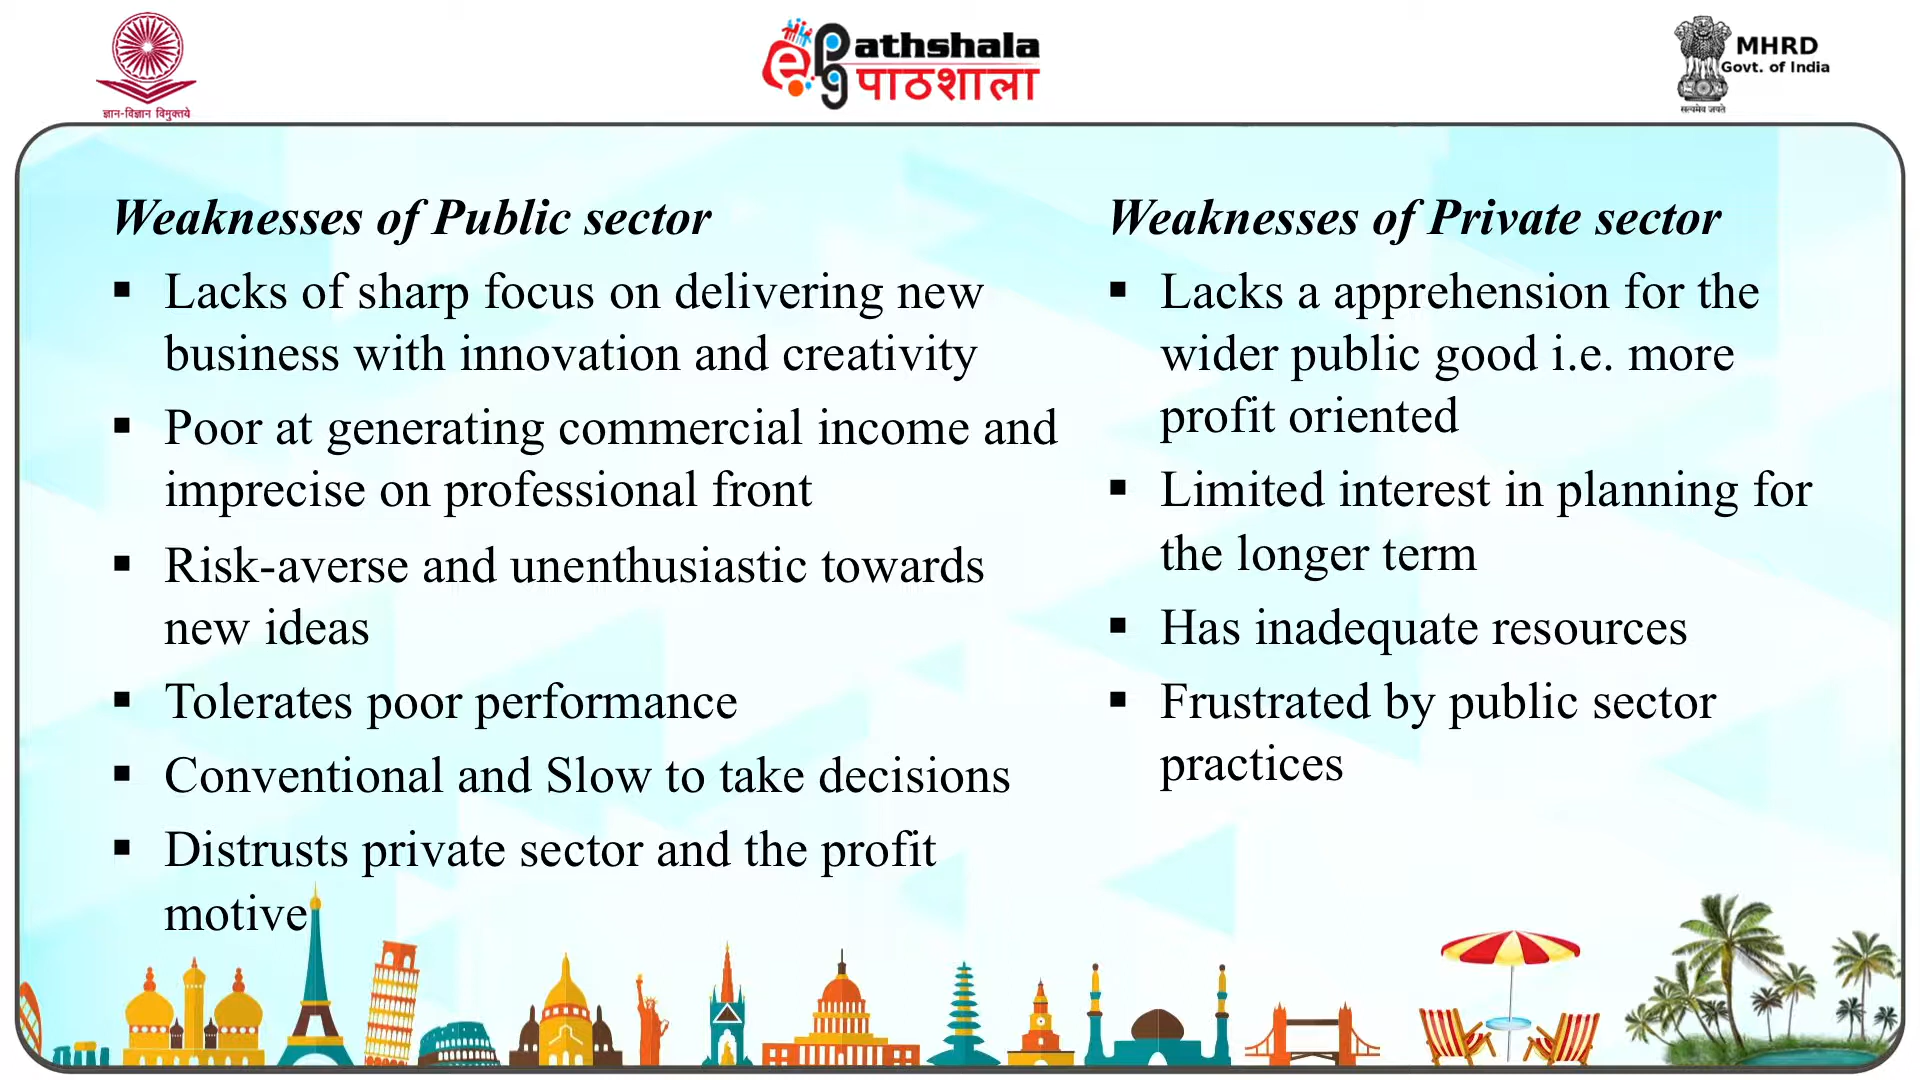 ज्ञान-विज्ञान विमुक्तये
ePG athshala
पाठशाला
MHRD
Govt. of India
सत्यमेव जयते
Weaknesses of Public sector
▪ Lacks of sharp focus on delivering new
business with innovation and creativity
▪ Poor at generating commercial income and
imprecise on professional front
▪ Risk-averse and unenthusiastic towards
new ideas
▪ Tolerates poor performance
▪ Conventional and Slow to take decisions
▪ Distrusts private sector and the profit
motive
Weaknesses of Private sector
▪ Lacks a apprehension for the
wider public good i.e. more
profit oriented
▪ Limited interest in planning for
the longer term
▪ Has inadequate resources
▪ Frustrated by public sector
practices